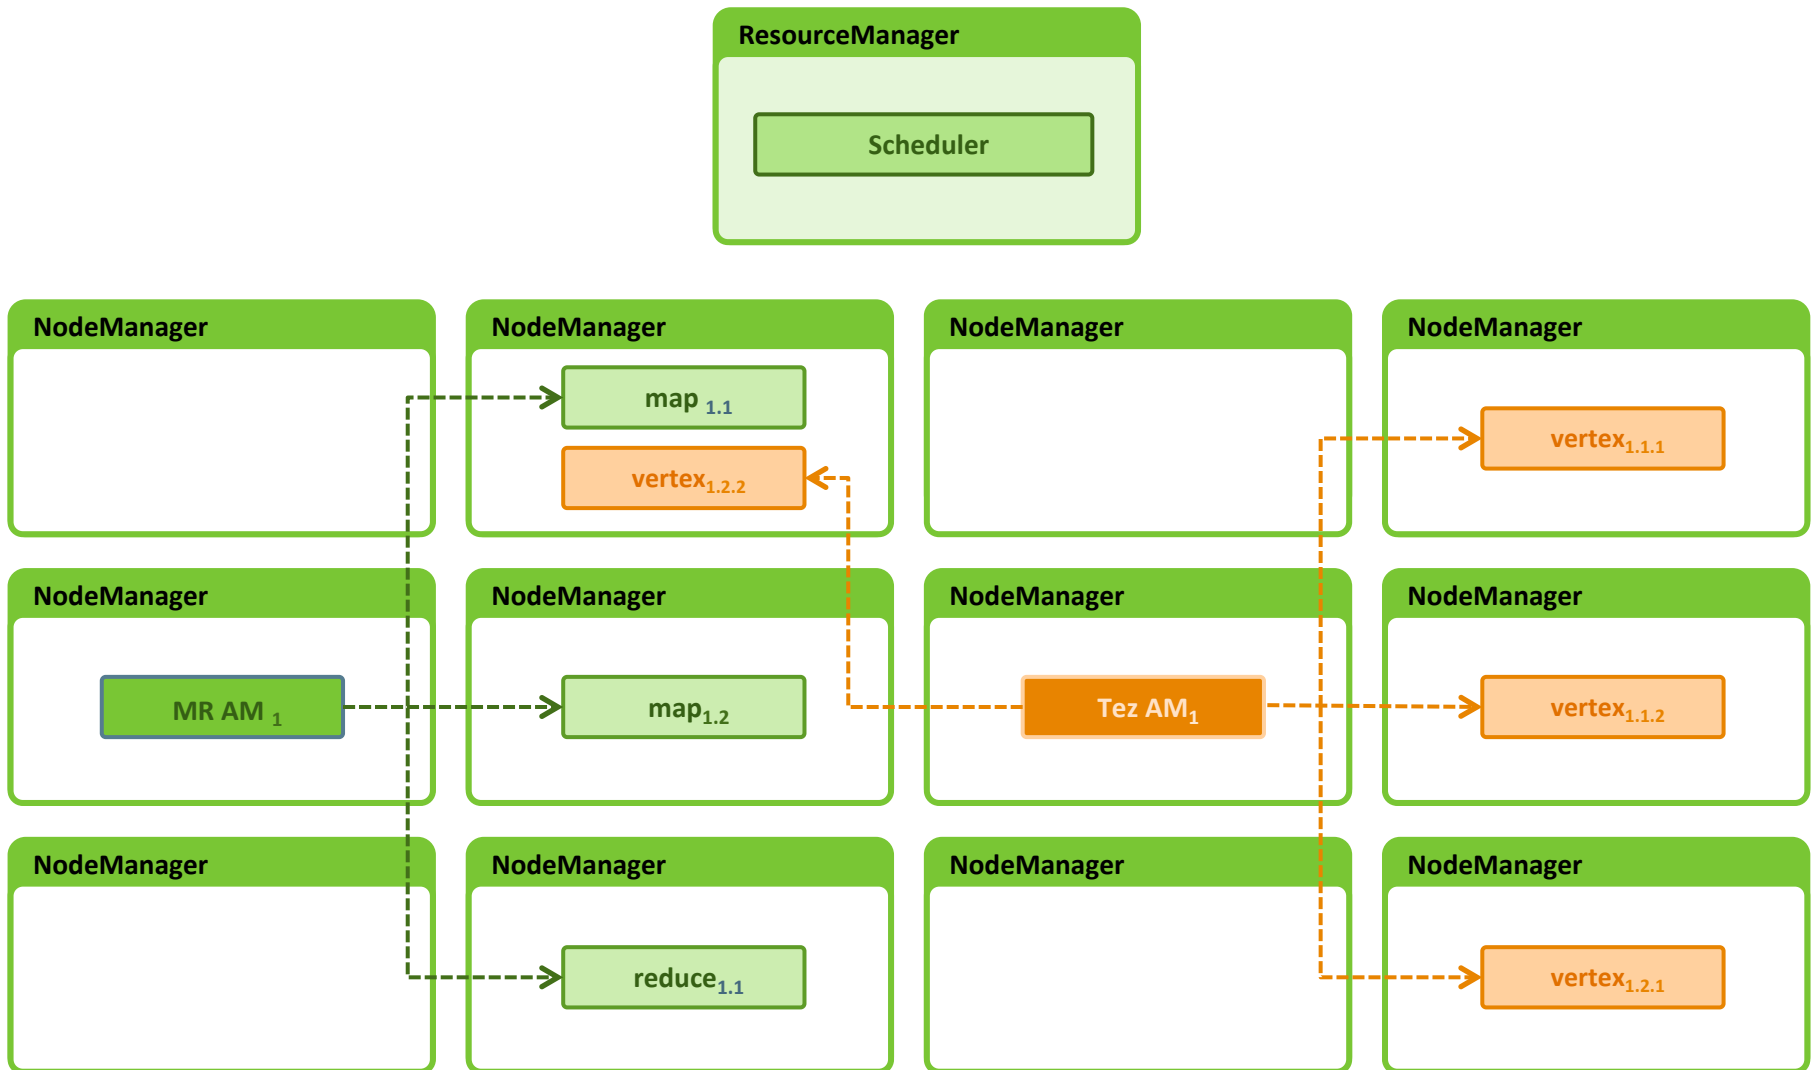 ResourceManager
Scheduler
NodeManager
NodeManager
NodeManager
NodeManager
map 1.1
vertex1.2.2
vertex1.1.1
NodeManager
NodeManager
NodeManager
NodeManager
MR AM 1
map1.2
Tez AM1
vertex1.1.2
NodeManager
NodeManager
NodeManager
NodeManager
reduce1.1
vertex1.2.1